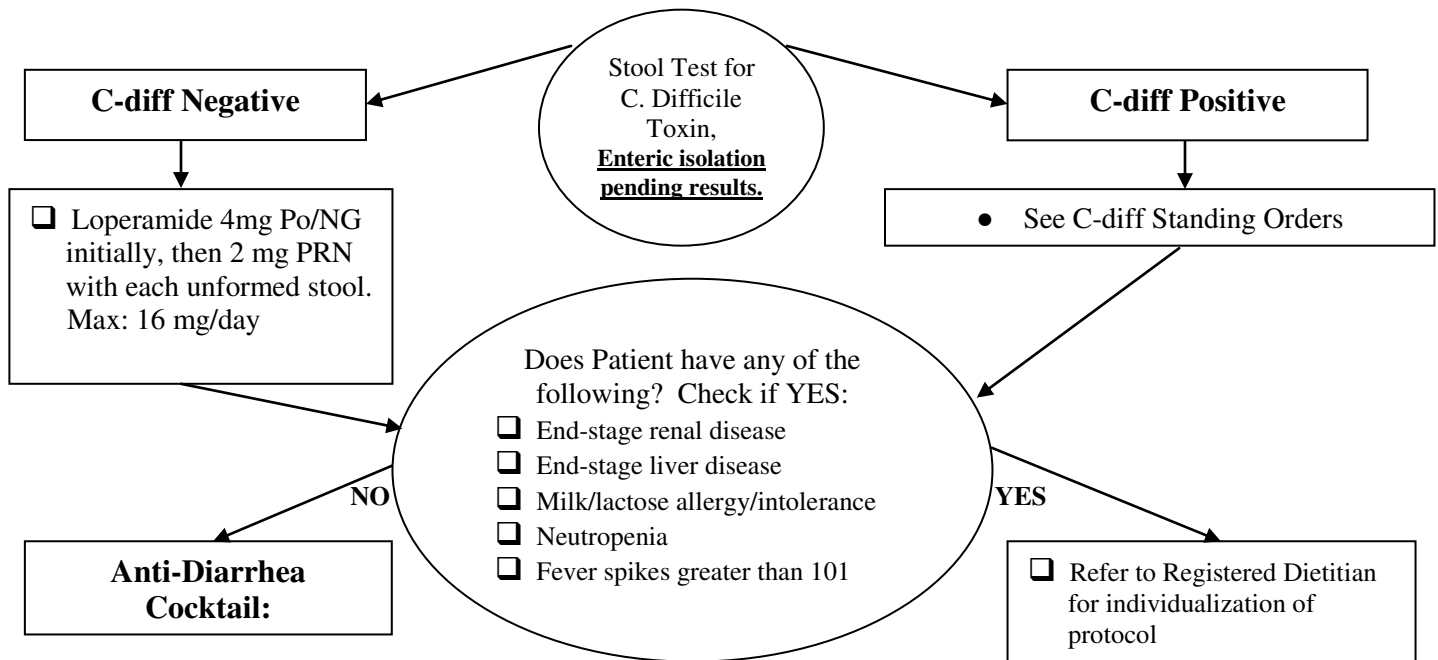 Stool Test for
C. Difficile
Toxin,
Enteric isolation
pending results.
C-diff Negative
C-diff Positive
❑ Loperamide 4mg Po/NG
initially, then 2 mg PRN
with each unformed stool.
Max: 16 mg/day
● See C-diff Standing Orders
Does Patient have any of the
following? Check if YES:
❑ End-stage renal disease
❑ End-stage liver disease
❑ Milk/lactose allergy/intolerance
❑ Neutropenia
❑ Fever spikes greater than 101
NO
YES
Anti-Diarrhea
Cocktail:
❑ Refer to Registered Dietitian
for individualization of
protocol